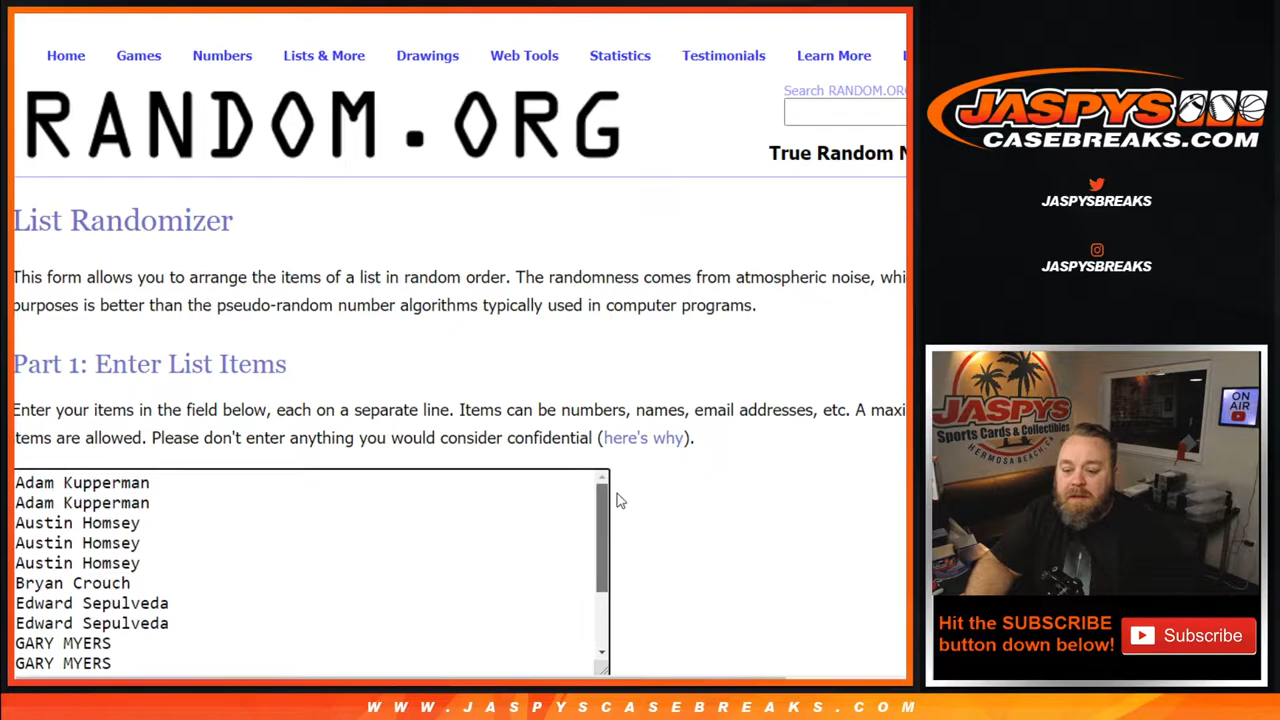 Home Games Numbers Lists & More Drawings Web Tools Statistics Testimonials Learn More
Search RANDOM.OR
RANDOM.ORG
True Random
List Randomizer
This form allows you to arrange the items of a list in random order. The randomness comes from atmospheric noise, whi
purposes is better than the pseudo-random number algorithms typically used in computer programs.
Part 1: Enter List Items
Enter your items in the field below, each on a separate line. Items can be numbers, names, email addresses, etc. A maxi
tems are allowed. Please don't enter anything you would consider confidential (here's why).
Adam Kupperman
Adam Kupperman
Austin Homsey
Austin Homsey
Austin Homsey
Bryan Crouch
Edward Sepulveda
Edward Sepulveda
GARY MYERS
GARY MYERS
JASPYS
CASEBREAKS.COM
JASPYSBREAKS
JASPYSBREAKS
JASPYS
Sports Cards & Collectibles
HERMOSA BEACH, CA
ON
AIR
Hit the SUBSCRIBE
button down below!
Subscribe
WWW.JASPYSCASEBREAKS.COM